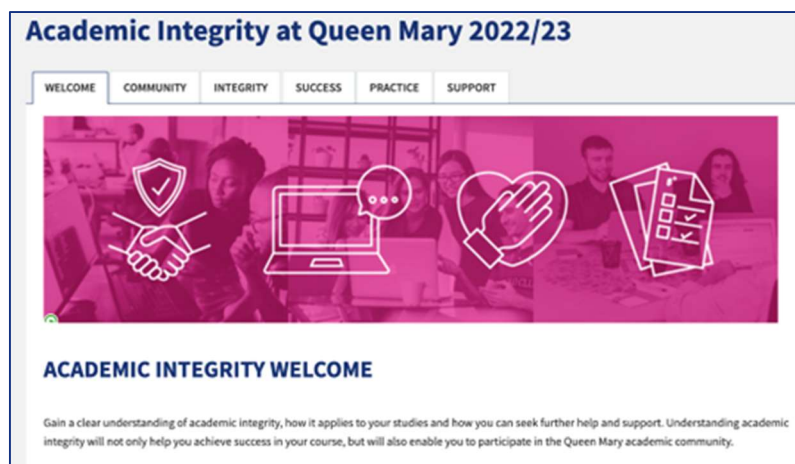 Academic Integrity at Queen Mary 2022/23
WELCOME COMMUNITY INTEGRITY SUCCESS PRACTICE SUPPORT
ACADEMIC INTEGRITY WELCOME
Gain a clear understanding of academic integrity, how it applies to your studies and how you can seek further help and support. Understanding academic
integrity will not only help you achieve success in your course, but will also enable you to participate in the Queen Mary academic community.